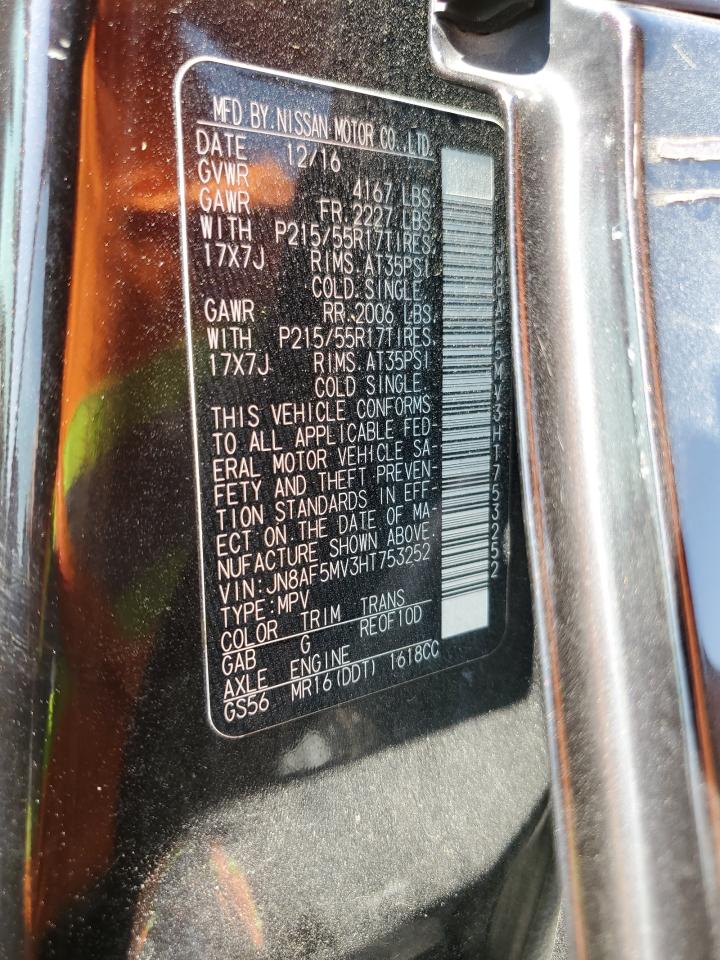 MFD BY NISSAN MOTOR CO.,LTD.
DATE 12/16
GVWR 4167 LBS
GAWR FR.2227 LBS
WITH P215/55R17TIRES,
17X7J RIMS.AT35PSI
COLD.SINGLE.
GAWR RR.2006 LBS
WITH P215/55R17TIRES,
17X7J RIMS.AT35PSI
COLD SINGLE.
THIS VEHICLE CONFORMS
TO ALL APPLICABLE FED-
ERAL MOTOR VEHICLE SA-
FETY AND THEFT PREVEN-
TION STANDARDS IN EFF-
ECT ON THE DATE OF MA-
NUFACTURE SHOWN ABOVE.
VIN:JN8AF5MV3HT753252
TYPE:MPV
COLOR TRIM TRANS
GAB G RE0F10D
AXLE ENGINE
GS56 MR16(DDT) 1618CC
JN8AF5MV3HT753252